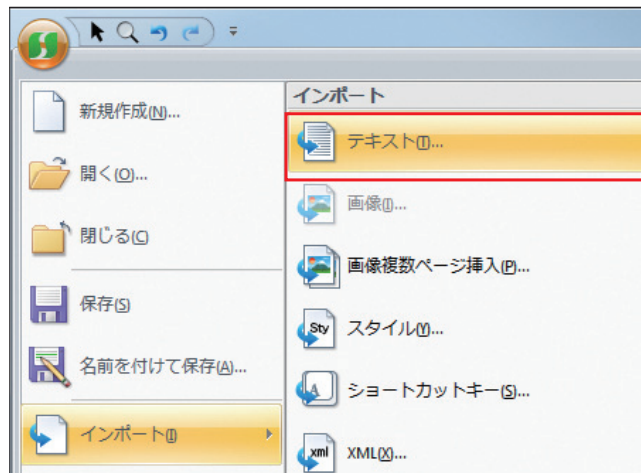 新規作成(N)...
開く(O)...
閉じる(C)
保存(S)
名前を付けて保存(A)...
インポート(I)
インポート
テキスト(T)...
画像(I)...
画像複数ページ挿入(P)...
Sty スタイル(Y)...
A ショートカットキー(S)...
xml XML(X)...